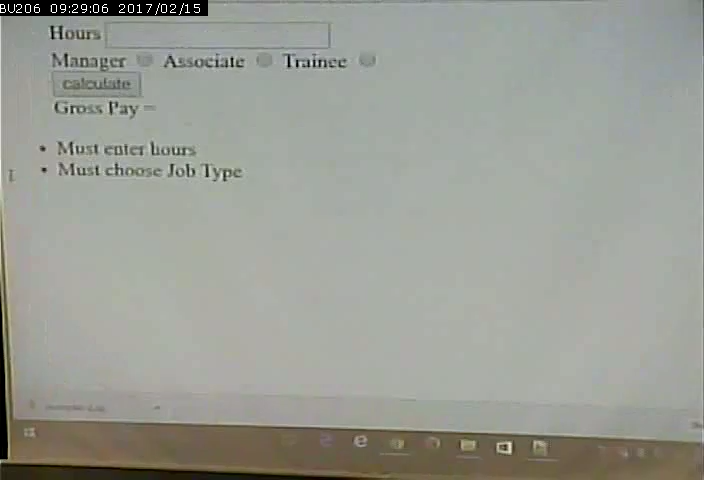 BU206 09:29:06 2017/02/15
Hours
Manager Associate Trainee
calculate
Gross Pay =
• Must enter hours
• Must choose Job Type